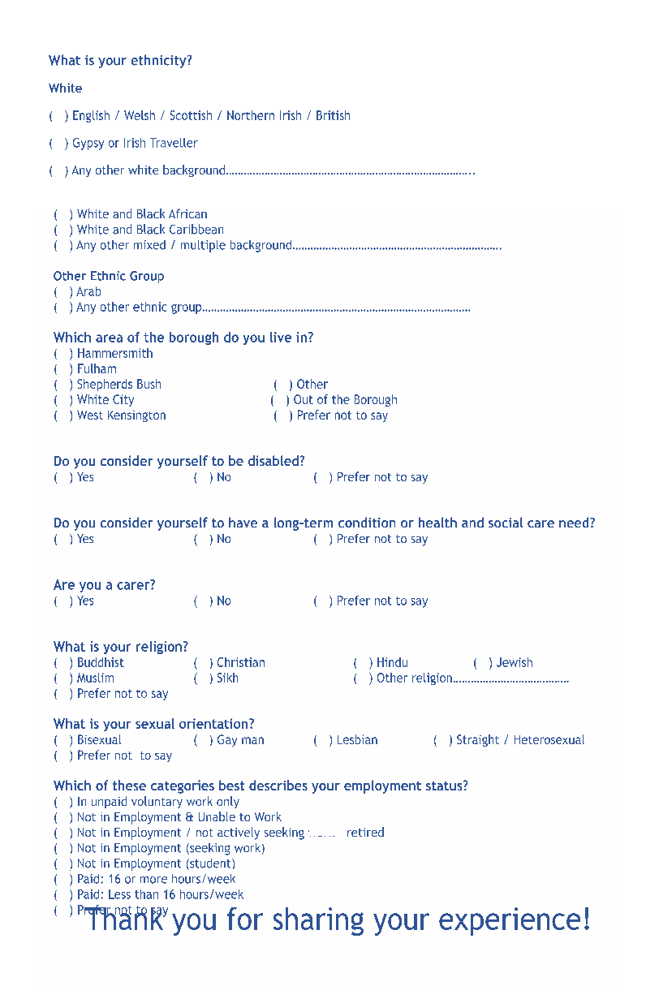 What is your ethnicity?
White
( ) English / Welsh / Scottish / Northern Irish / British
( ) Gypsy or Irish Traveller
( ) Any other white background……………………………………………………………………………..
( ) White and Black African
( ) White and Black Caribbean
( ) Any other mixed / multiple background…………………………………………………………….
Other Ethnic Group
( ) Arab
( ) Any other ethnic group………………………………………………………………………………
Which area of the borough do you live in?
( ) Hammersmith
( ) Fulham
( ) Shepherds Bush ( ) Other
( ) White City ( ) Out of the Borough
( ) West Kensington ( ) Prefer not to say
Do you consider yourself to be disabled?
( ) Yes ( ) No ( ) Prefer not to say
Do you consider yourself to have a long-term condition or health and social care need?
( ) Yes ( ) No ( ) Prefer not to say
Are you a carer?
( ) Yes ( ) No ( ) Prefer not to say
What is your religion?
( ) Buddhist ( ) Christian ( ) Hindu ( ) Jewish
( ) Muslim ( ) Sikh ( ) Other religion…………………………………
( ) Prefer not to say
What is your sexual orientation?
( ) Bisexual ( ) Gay man ( ) Lesbian ( ) Straight / Heterosexual
( ) Prefer not to say
Which of these categories best describes your employment status?
( ) In unpaid voluntary work only
( ) Not in Employment & Unable to Work
( ) Not in Employment / not actively seeking retired
( ) Not in Employment (seeking work)
( ) Not in Employment (student)
( ) Paid: 16 or more hours/week
( ) Paid: Less than 16 hours/week
( ) Prefer not to say
Thank you for sharing your experience!